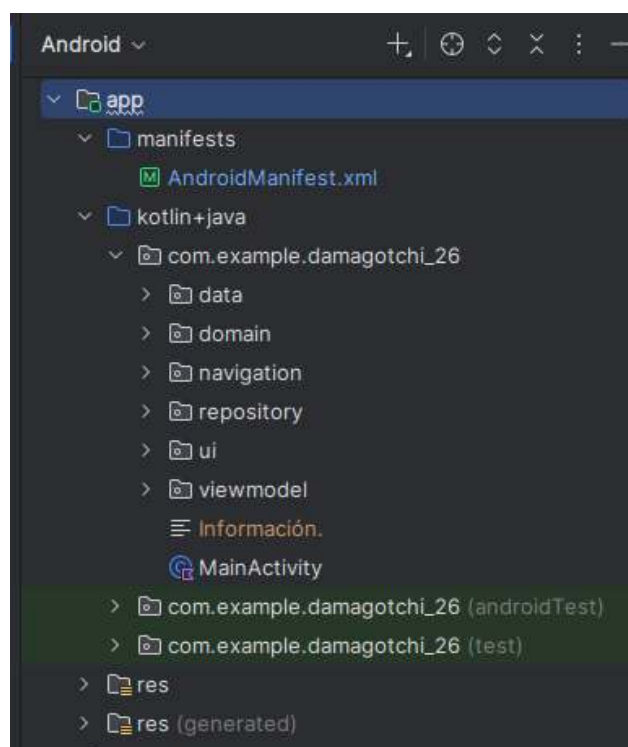 Android
app
manifests
AndroidManifest.xml
kotlin+java
com.example.damagotchi_26
data
domain
navigation
repository
ui
viewmodel
Información.
MainActivity
com.example.damagotchi_26 (androidTest)
com.example.damagotchi_26 (test)
res
res (generated)